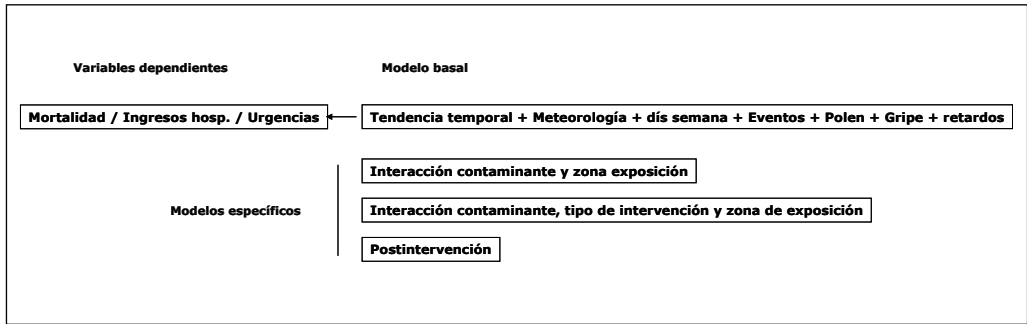 Variables dependientes
Modelo basal
Mortalidad / Ingresos hosp. / Urgencias
Tendencia temporal + Meteorología + dís semana + Eventos + Polen + Gripe + retardos
Interacción contaminante y zona exposición
Modelos específicos
Interacción contaminante, tipo de intervención y zona de exposición
Postintervención